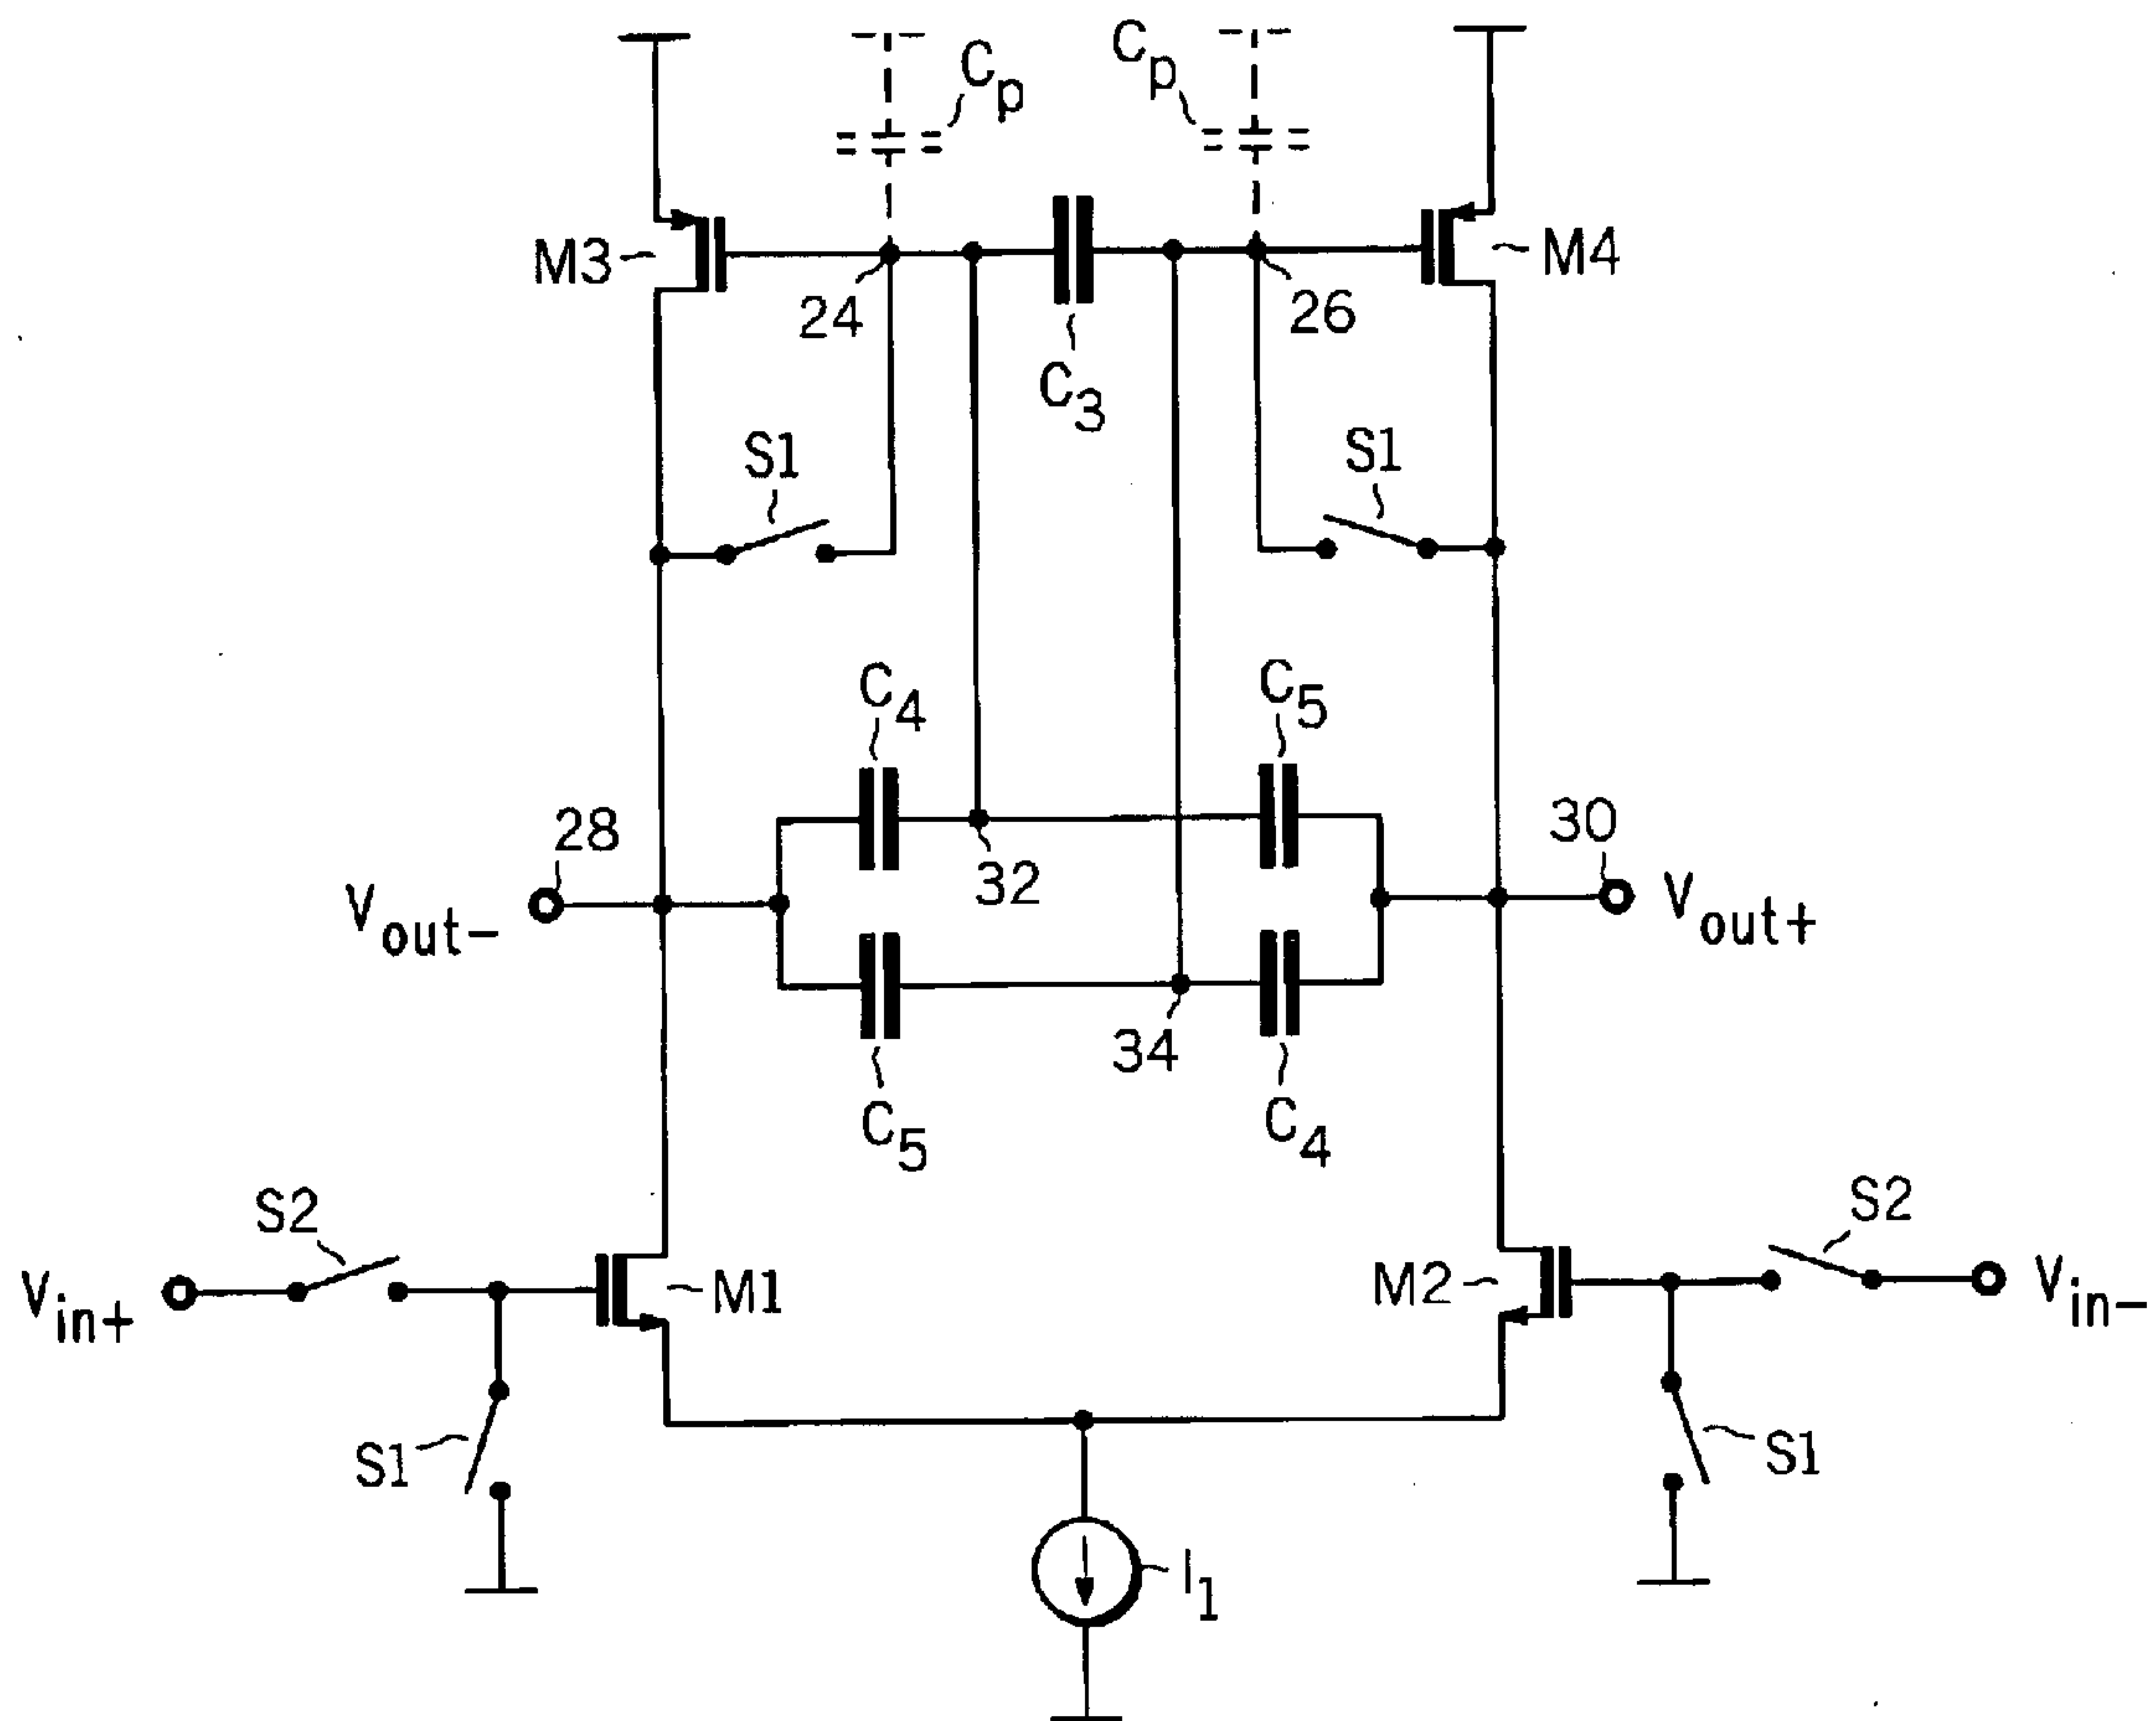 Cp
Cp
M3
M4
24
26
C3
S1
S1
C4
C5
28
30
32
Vout-
Vout+
34
C5
C4
S2
S2
Vin+
M1
M2
Vin-
S1
S1
I1